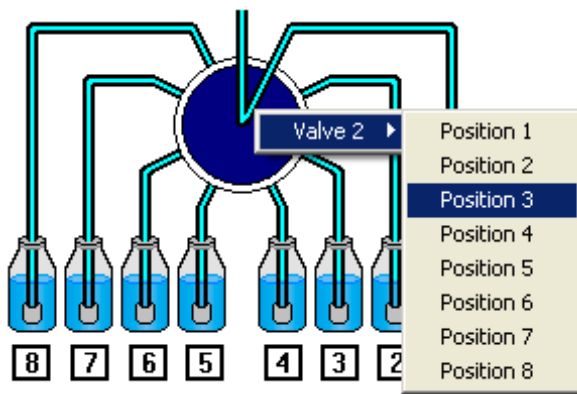 Valve 2
Position 1
Position 2
Position 3
Position 4
Position 5
Position 6
Position 7
Position 8
8 7 6 5 4 3 2